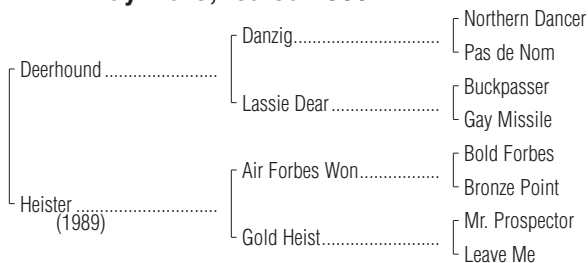 Northern Dancer
Danzig
Pas de Nom
Deerhound
Buckpasser
Lassie Dear
Gay Missile
Bold Forbes
Air Forbes Won
Bronze Point
Heister
(1989)
Mr. Prospector
Gold Heist
Leave Me